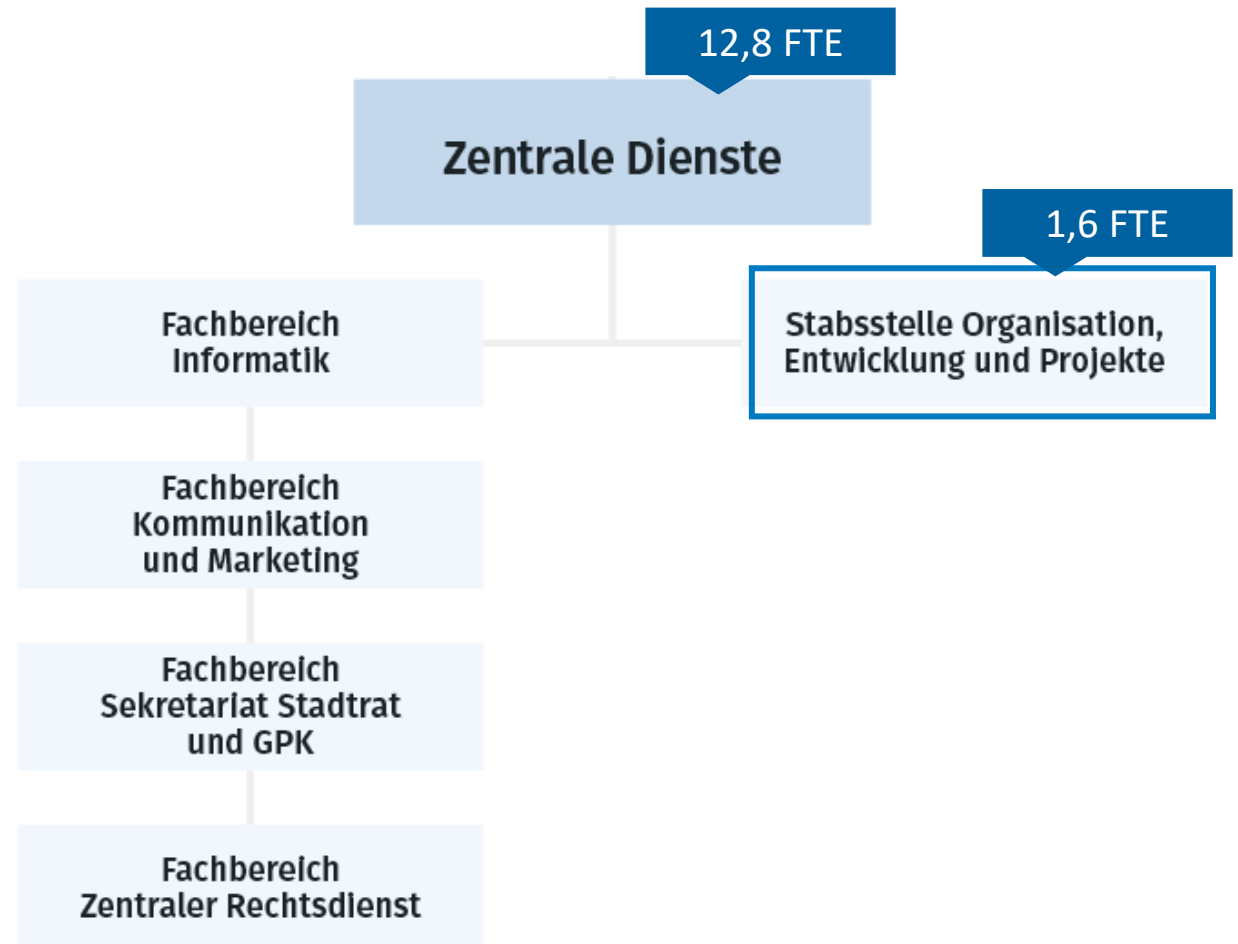 12,8 FTE
Zentrale Dienste
1,6 FTE
Fachbereich
Informatik
Stabsstelle Organisation,
Entwicklung und Projekte
Fachbereich
Kommunikation
und Marketing
Fachbereich
Sekretariat Stadtrat
und GPK
Fachbereich
Zentraler Rechtsdienst